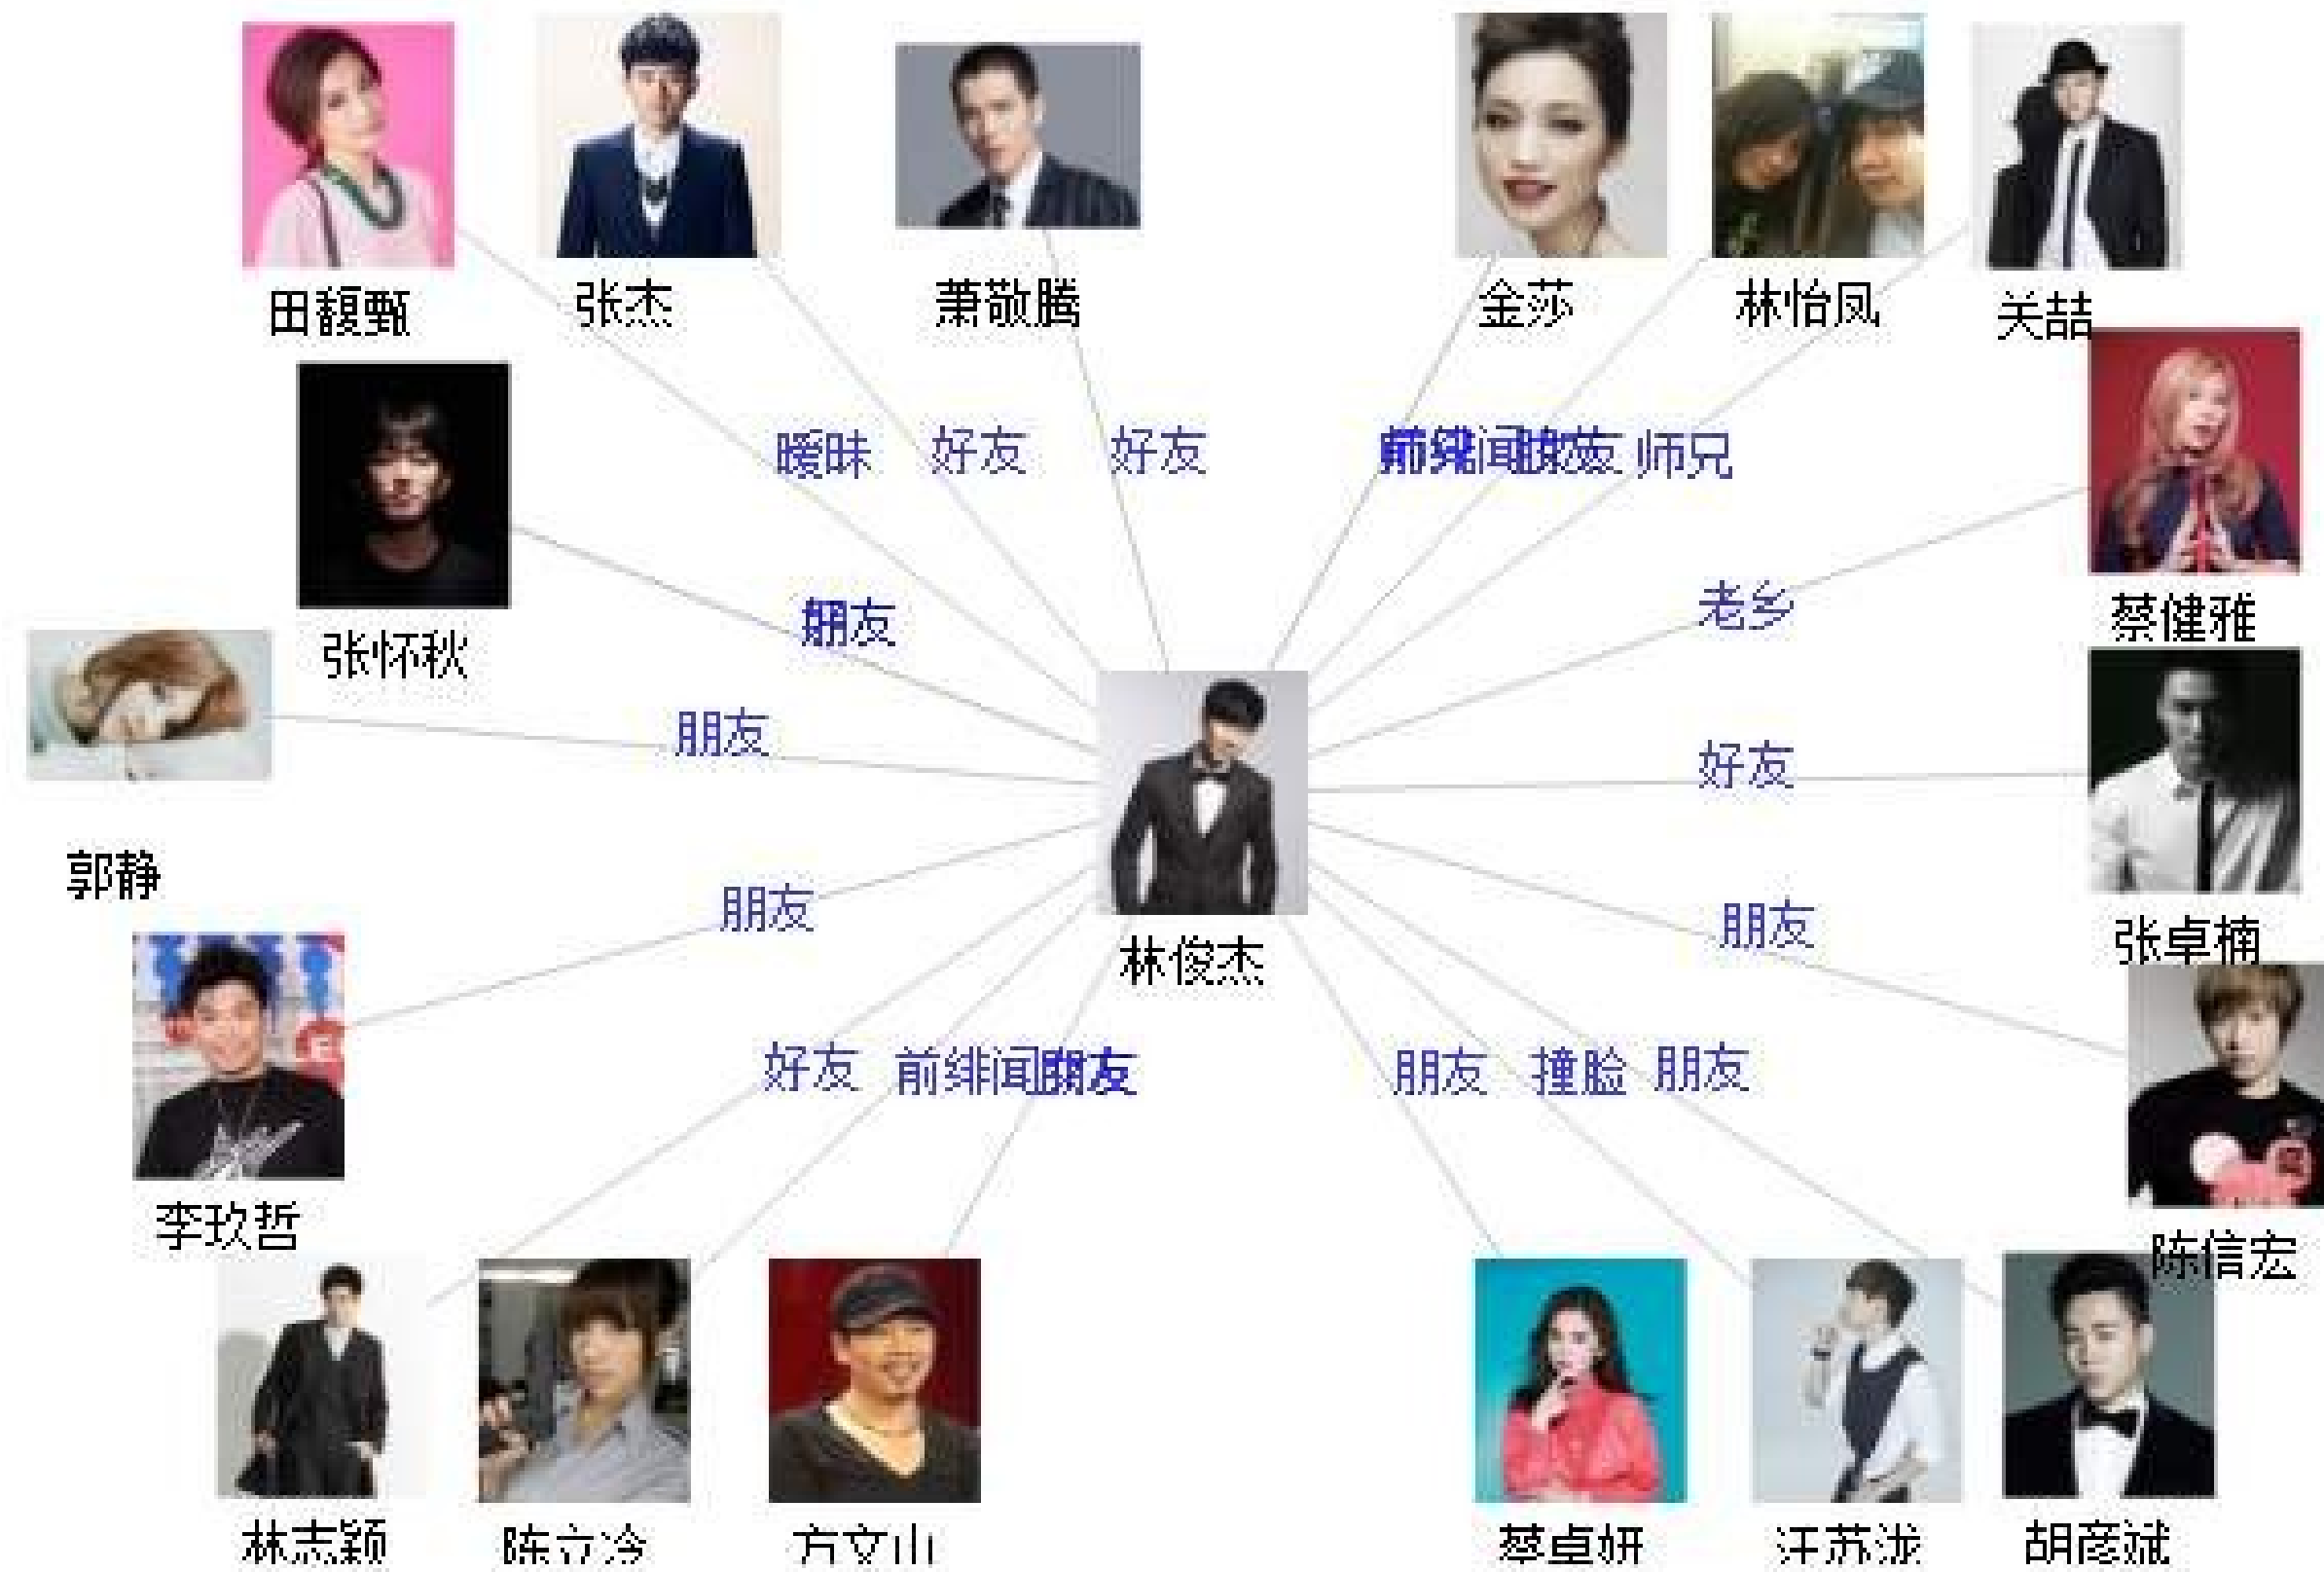 田馥甄
张杰
萧敬腾
金莎
林怡凤
关喆
暧昧
好友
好友
师兄
张怀秋
朋友
老乡
蔡健雅
朋友
好友
郭静
张卓楠
朋友
林俊杰
朋友
李玖哲
好友
前绯闻
朋友
撞脸
朋友
陈信宏
林志颖
陈立泠
方文山
蔡卓妍
汪苏泷
胡彦斌